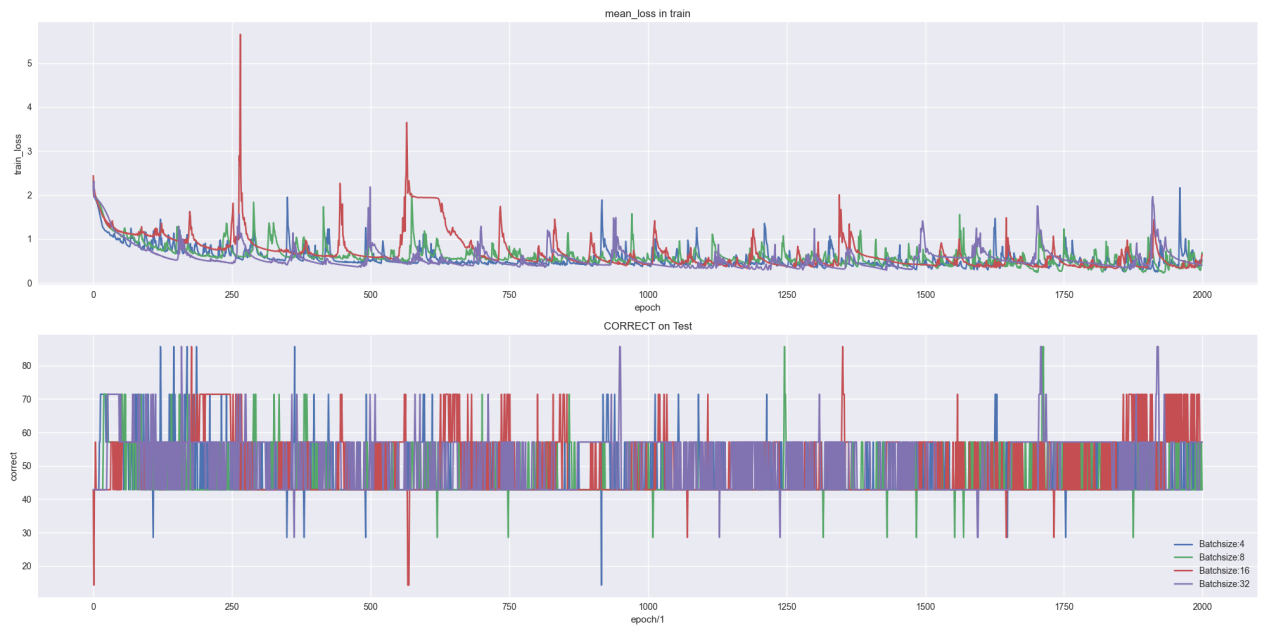 mean_loss in train
5
4
3
2
1
0
train_loss
0 250 500 750 1000 1250 1500 1750 2000
epoch
CORRECT on Test
80
70
60
50
40
30
20
correct
Batchsize:4
Batchsize:8
Batchsize:16
Batchsize:32
0 250 500 750 1000 1250 1500 1750 2000
epoch/1